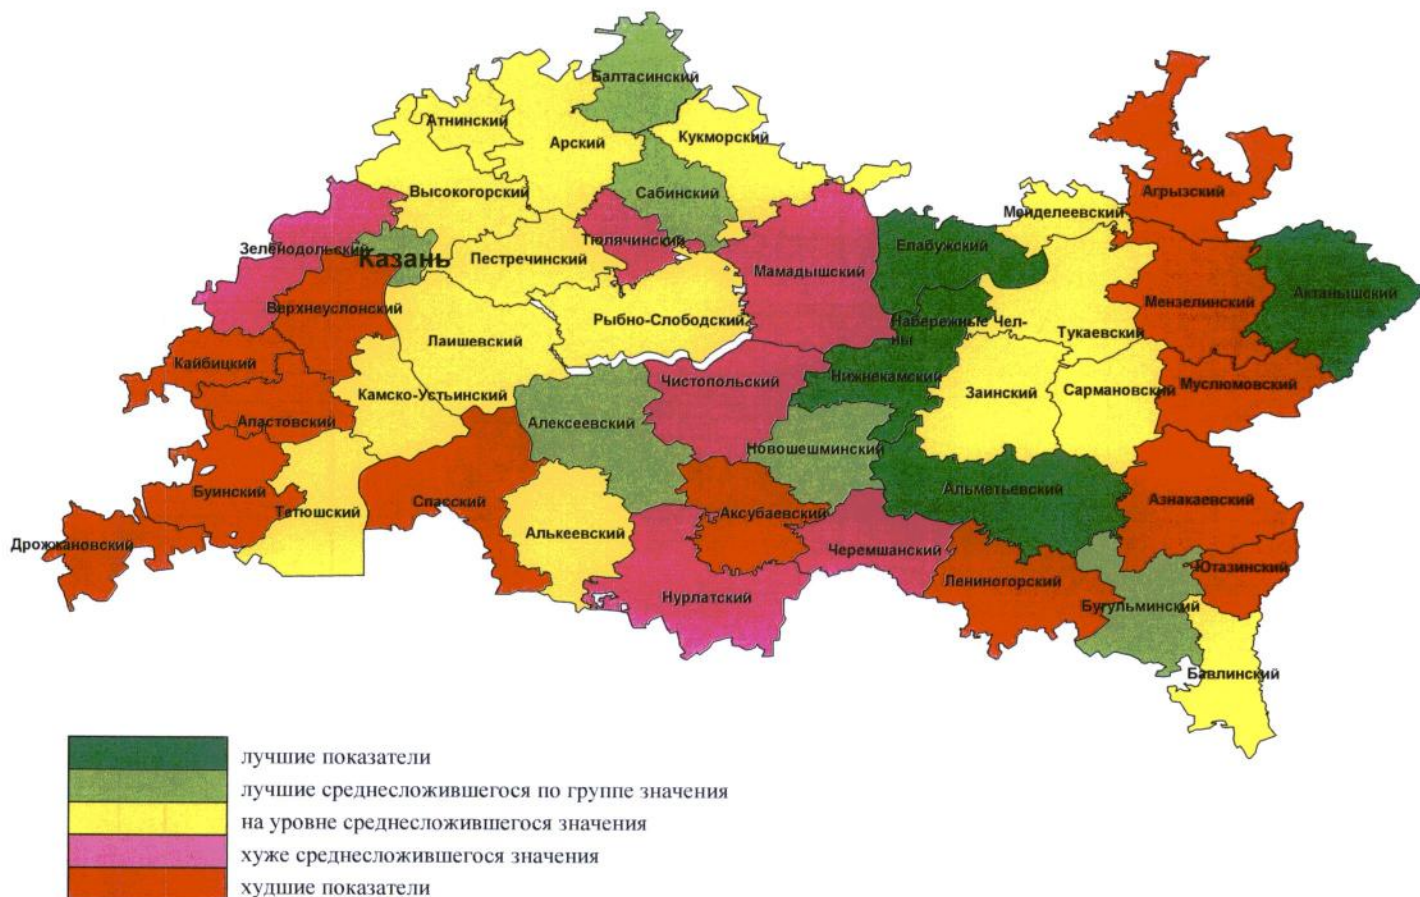 Балтасинский
Атнинский
Арский
Кукморский
Высокогорский
Сабинский
Агрызский
Менделеевский
Зеленодольский
Казань
Тюлячинский
Елабужский
Пестречинский
Мамадышский
Актанышский
Верхнеуслонский
Мензелинский
Рыбно-Слободский
Набережные Чел-
ны
Тукаевский
Лаишевский
Кайбицкий
Чистопольский
Нижнекамский
Муслюмовский
Камско-Устьинский
Заинский
Сармановский
Апастовский
Алексеевский
Новошешминский
Буинский
Спасский
Альметьевский
Азнакаевский
Тетюшский
Аксубаевский
Алькеевский
Дрожжановский
Черемшанский
Ютазинский
Лениногорский
Нурлатский
Бугульминский
Бавлинский
лучшие показатели
лучшие среднесложившегося по группе значения
на уровне среднесложившегося значения
хуже среднесложившегося значения
худшие показатели